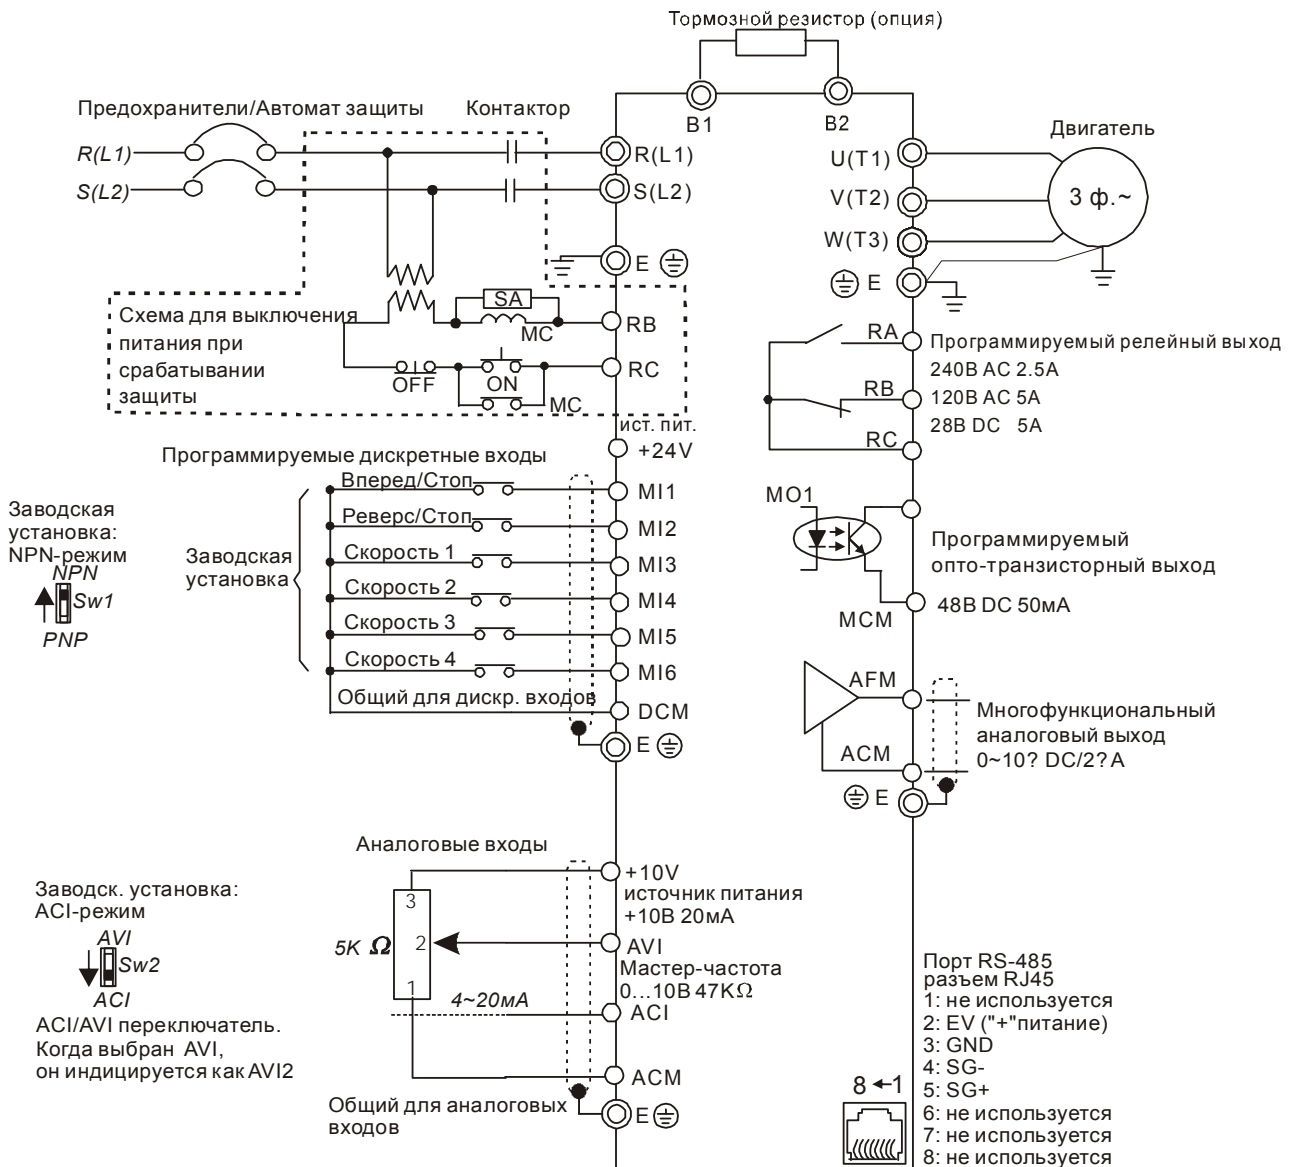 Тормозной резистор (опция)
B1
B2
Предохранители/Автомат защиты
Контактор
R(L1)
S(L2)
R(L1)
S(L2)
E
Двигатель
U(T1)
V(T2)
W(T3)
3 ф.~
E
Схема для выключения
питания при
срабатывании
защиты
SA
MC
RB
OFF
ON
RC
MC
RA
RB
RC
Программируемый релейный выход
240В AC 2.5А
120В AC 5А
28В DC 5А
ист. пит.
+24V
Программируемые дискретные входы
Заводская
установка:
NPN-режим
NPN
Sw1
PNP
Заводская
установка
Вперед/Стоп
MI1
Реверс/Стоп
MI2
Скорость 1
MI3
Скорость 2
MI4
Скорость 3
MI5
Скорость 4
MI6
Общий для дискр. входов
DCM
E
MO1
MCM
Программируемый
опто-транзисторный выход
48В DC 50мА
AFM
ACM
E
Многофункциональный
аналоговый выход
0~10? DC/2?А
Аналоговые входы
Заводск. установка:
ACI-режим
AVI
Sw2
ACI
ACI/AVI переключатель.
Когда выбран AVI,
он индицируется как AVI2
3
2
1
5K Ω
+10V
источник питания
+10В 20мА
AVI
Мастер-частота
0...10В 47KΩ
4~20мА
ACI
ACM
Общий для аналоговых
входов
E
Порт RS-485
разъем RJ45
1: не используется
2: EV ("+"питание)
3: GND
4: SG-
5: SG+
6: не используется
7: не используется
8: не используется
8 ←1